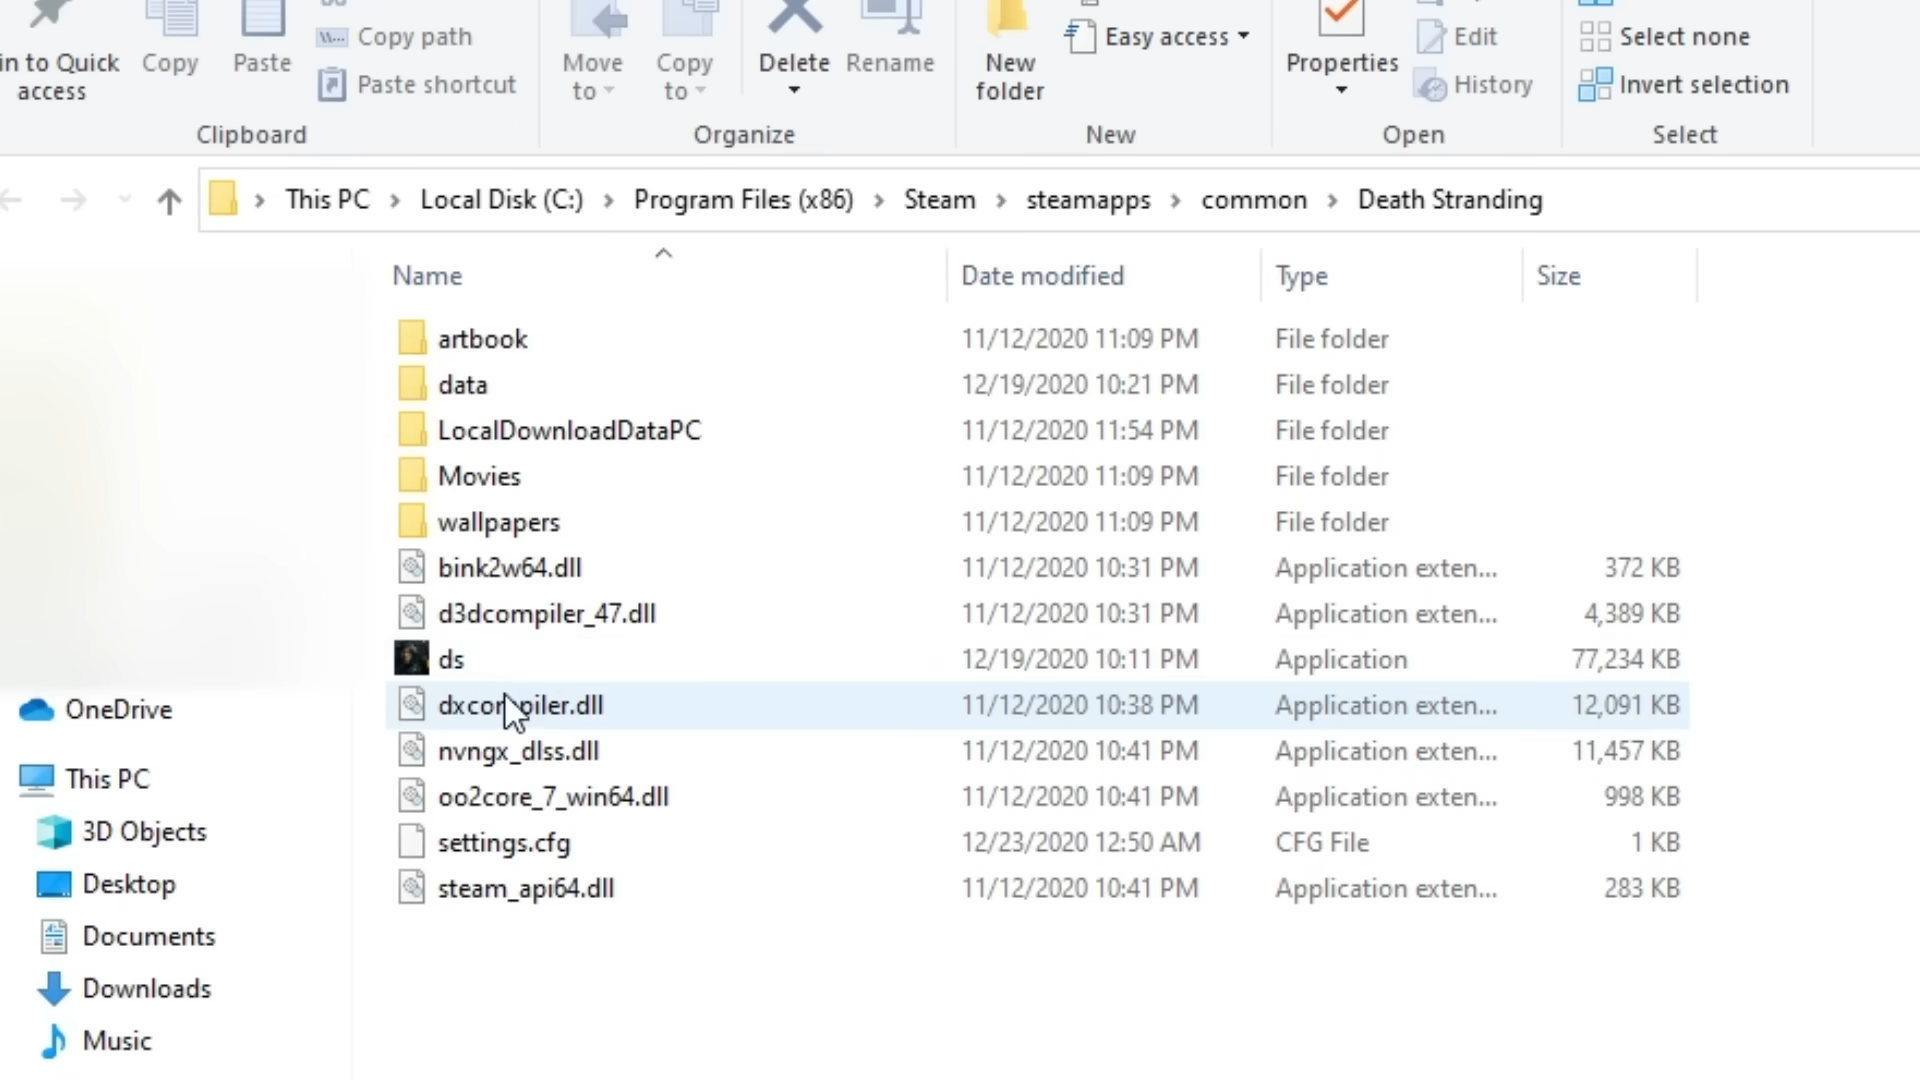 in to Quick access
Copy
Paste
Copy path
Paste shortcut
Clipboard
Move to
Copy to
Delete
Rename
Organize
New folder
Easy access
New
Properties
Edit
History
Open
Select none
Invert selection
Select
This PC > Local Disk (C:) > Program Files (x86) > Steam > steamapps > common > Death Stranding
Name Date modified Type Size
artbook 11/12/2020 11:09 PM File folder
data 12/19/2020 10:21 PM File folder
LocalDownloadDataPC 11/12/2020 11:54 PM File folder
Movies 11/12/2020 11:09 PM File folder
wallpapers 11/12/2020 11:09 PM File folder
bink2w64.dll 11/12/2020 10:31 PM Application exten... 372 KB
d3dcompiler_47.dll 11/12/2020 10:31 PM Application exten... 4,389 KB
ds 12/19/2020 10:11 PM Application 77,234 KB
dxcompiler.dll 11/12/2020 10:38 PM Application exten... 12,091 KB
nvngx_dlss.dll 11/12/2020 10:41 PM Application exten... 11,457 KB
oo2core_7_win64.dll 11/12/2020 10:41 PM Application exten... 998 KB
settings.cfg 12/23/2020 12:50 AM CFG File 1 KB
steam_api64.dll 11/12/2020 10:41 PM Application exten... 283 KB
OneDrive
This PC
3D Objects
Desktop
Documents
Downloads
Music